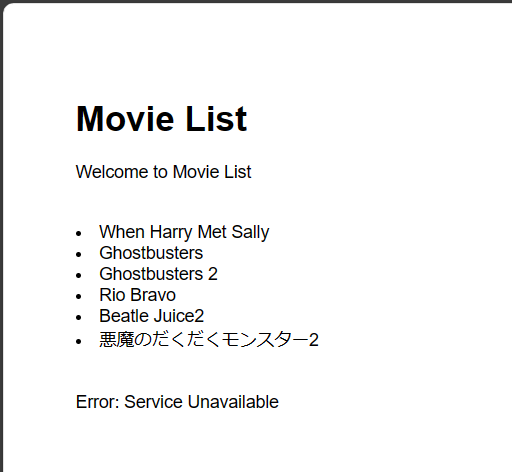 Movie List
Welcome to Movie List
When Harry Met Sally
Ghostbusters
Ghostbusters 2
Rio Bravo
Beatle Juice2
悪魔のだくだくモンスター2
Error: Service Unavailable